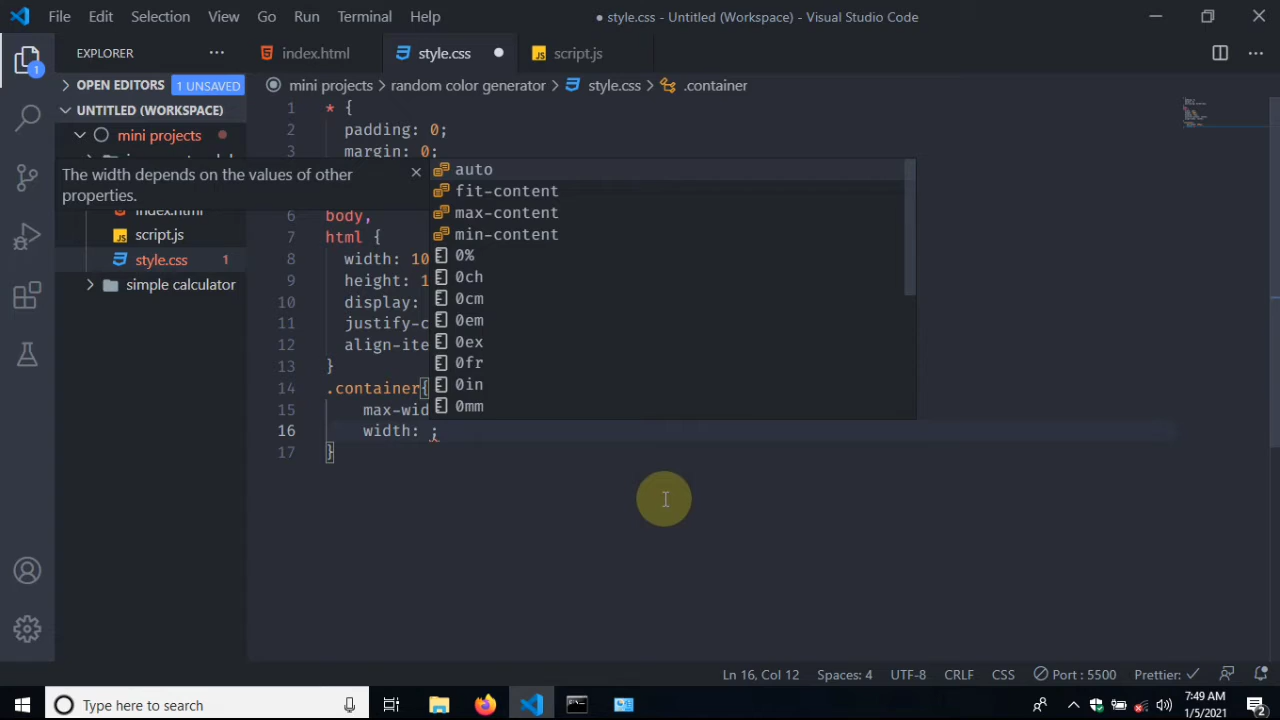 File Edit Selection View Go Run Terminal Help
● style.css - Untitled (Workspace) - Visual Studio Code
EXPLORER
index.html
style.css
script.js
OPEN EDITORS 1 UNSAVED
mini projects > random color generator > style.css > .container
UNTITLED (WORKSPACE)
mini projects
1 * {
2 padding: 0;
3 margin: 0;
The width depends on the values of other
properties.
auto
fit-content
max-content
min-content
0%
0ch
0cm
0em
0ex
0fr
0in
0mm
index.html
script.js
style.css 1
simple calculator
6 body,
7 html {
8 width: 10
9 height: 1
10 display:
11 justify-c
12 align-ite
13 }
14 .container{
15 max-wid
16 width: ;
17 }
1
Ln 16, Col 12 Spaces: 4 UTF-8 CRLF CSS Port : 5500 Prettier:
Type here to search
7:49 AM
1/5/2021
2